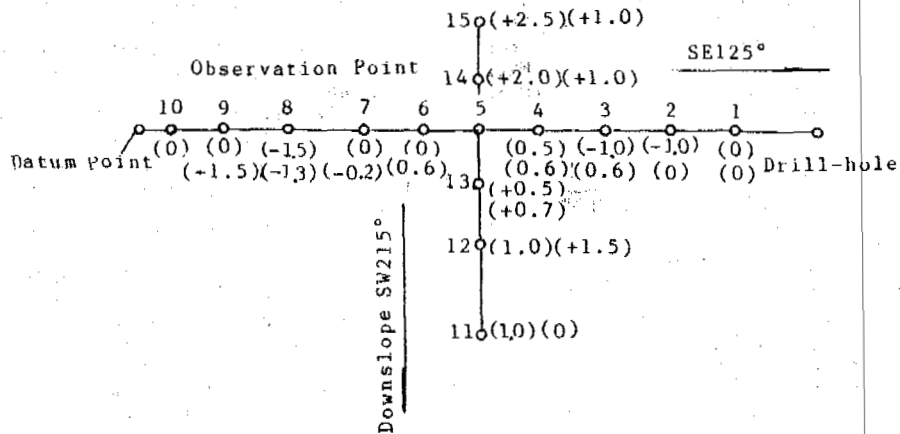 15 (+2.5)(+1.0)
SE125°
Observation Point
14 (+2.0)(+1.0)
10 9 8 7 6 5 4 3 2 1
(0) (0) (-1.5) (0) (0) (0.5) (-1.0) (-1.0) (0)
Datum Point (-1.5)(-1.3) (-0.2) (0.6) (0.6) (0.6) (0) (0) Drill-hole
13 (+0.5)
(+0.7)
12 (1.0)(+1.5)
11 (1.0)(0)
Downslope SW215°